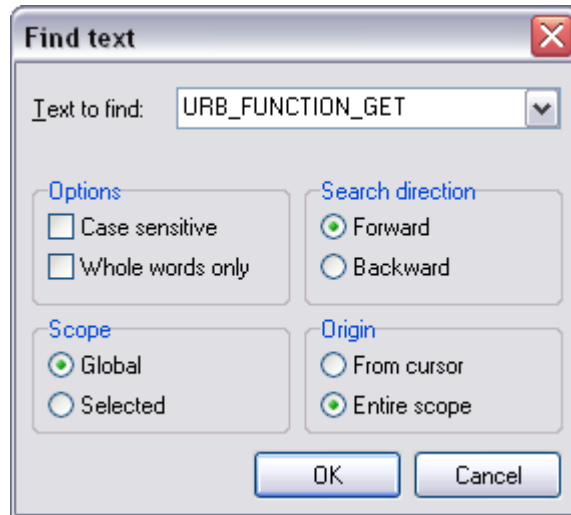 Find text
Text to find: URB_FUNCTION_GET
Options
Case sensitive
Whole words only
Search direction
Forward
Backward
Scope
Global
Selected
Origin
From cursor
Entire scope
OK Cancel